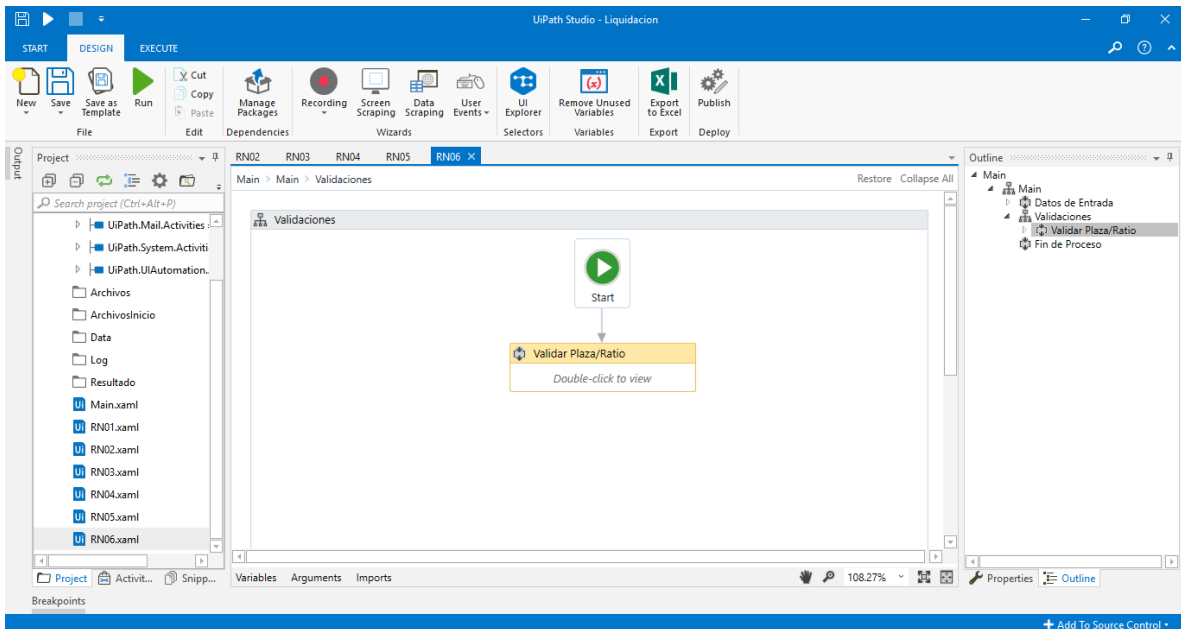 UiPath Studio - Liquidacion
START DESIGN EXECUTE
New Save Save as Template Run Cut Copy Paste Manage Packages Recording Screen Scraping Data Scraping User Events UI Explorer Remove Unused Variables Export to Excel Publish
File Edit Dependencies Wizards Selectors Variables Export Deploy
Output
Project
Search project (Ctrl+Alt+P)
UiPath.Mail.Activities
UiPath.System.Activiti
UiPath.UIAutomation.
Archivos
ArchivosInicio
Data
Log
Resultado
Main.xaml
RN01.xaml
RN02.xaml
RN03.xaml
RN04.xaml
RN05.xaml
RN06.xaml
Project Activit... Snipp...
RN02 RN03 RN04 RN05 RN06
Main > Main > Validaciones Restore Collapse All
Validaciones
Start
Validar Plaza/Ratio
Double-click to view
Variables Arguments Imports 108.27%
Outline
Main
Main
Datos de Entrada
Validaciones
Validar Plaza/Ratio
Fin de Proceso
Properties Outline
Breakpoints
Add To Source Control